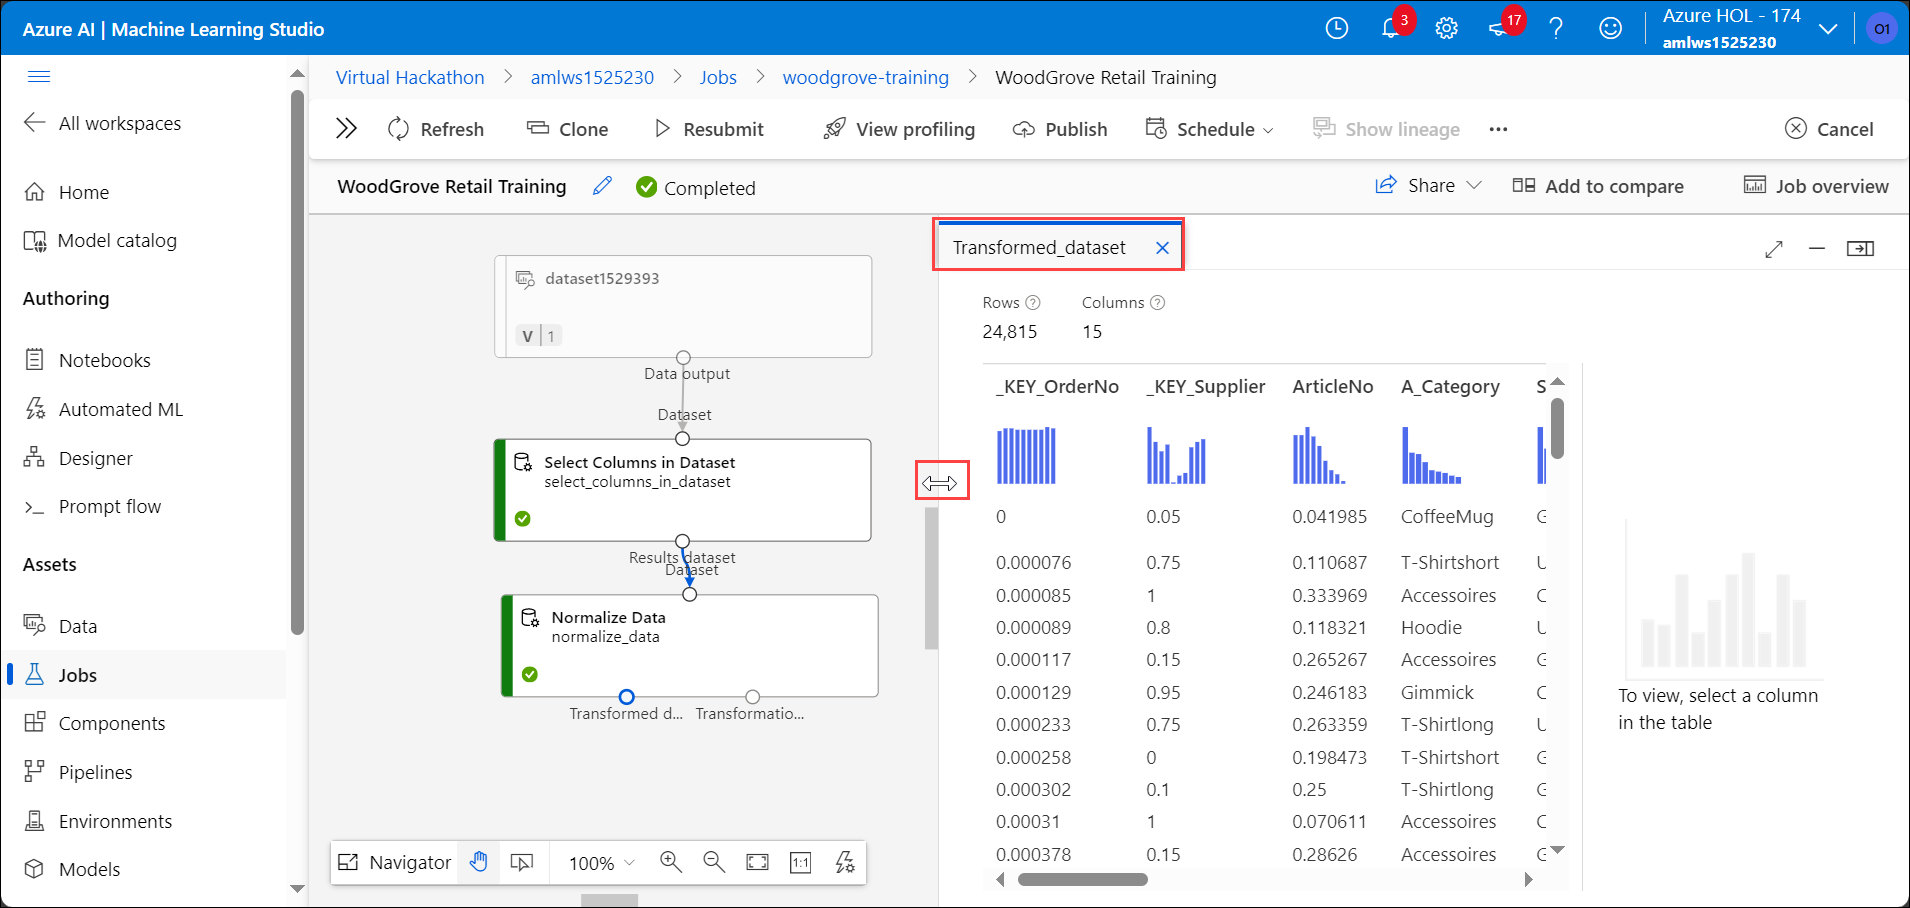 Azure AI | Machine Learning Studio
3
17
Azure HOL - 174
amlws1525230
O1
All workspaces
Home
Model catalog
Authoring
Notebooks
Automated ML
Designer
Prompt flow
Assets
Data
Jobs
Components
Pipelines
Environments
Models
Virtual Hackathon > amlws1525230 > Jobs > woodgrove-training > WoodGrove Retail Training
Refresh Clone Resubmit View profiling Publish Schedule Show lineage ... Cancel
WoodGrove Retail Training Completed Share Add to compare Job overview
dataset1529393
V 1
Data output
Dataset
Select Columns in Dataset
select_columns_in_dataset
Results dataset
Dataset
Normalize Data
normalize_data
Transformed d... Transformatio...
Navigator 100% 1:1
Transformed_dataset
Rows Columns
24,815 15
_KEY_OrderNo _KEY_Supplier ArticleNo A_Category S
0 0.05 0.041985 CoffeeMug G
0.000076 0.75 0.110687 T-Shirtshort U
0.000085 1 0.333969 Accessoires C
0.000089 0.8 0.118321 Hoodie U
0.000117 0.15 0.265267 Accessoires G
0.000129 0.95 0.246183 Gimmick C
0.000233 0.75 0.263359 T-Shirtlong U
0.000258 0 0.198473 T-Shirtshort G
0.000302 0.1 0.25 T-Shirtlong G
0.00031 1 0.070611 Accessoires C
0.000378 0.15 0.28626 Accessoires G
To view, select a column
in the table